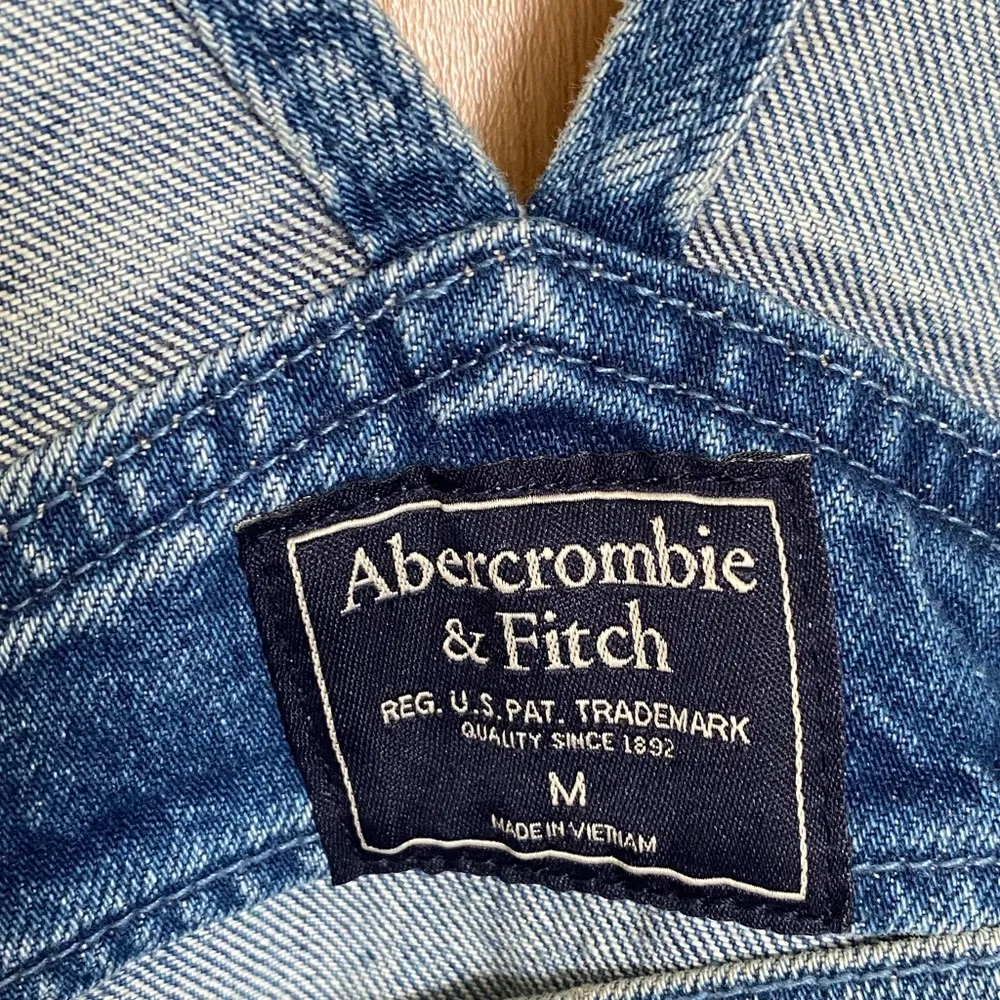 Abercrombie
& Fitch
REG. U.S. PAT. TRADEMARK
QUALITY SINCE 1892
M
MADE IN VIETNAM